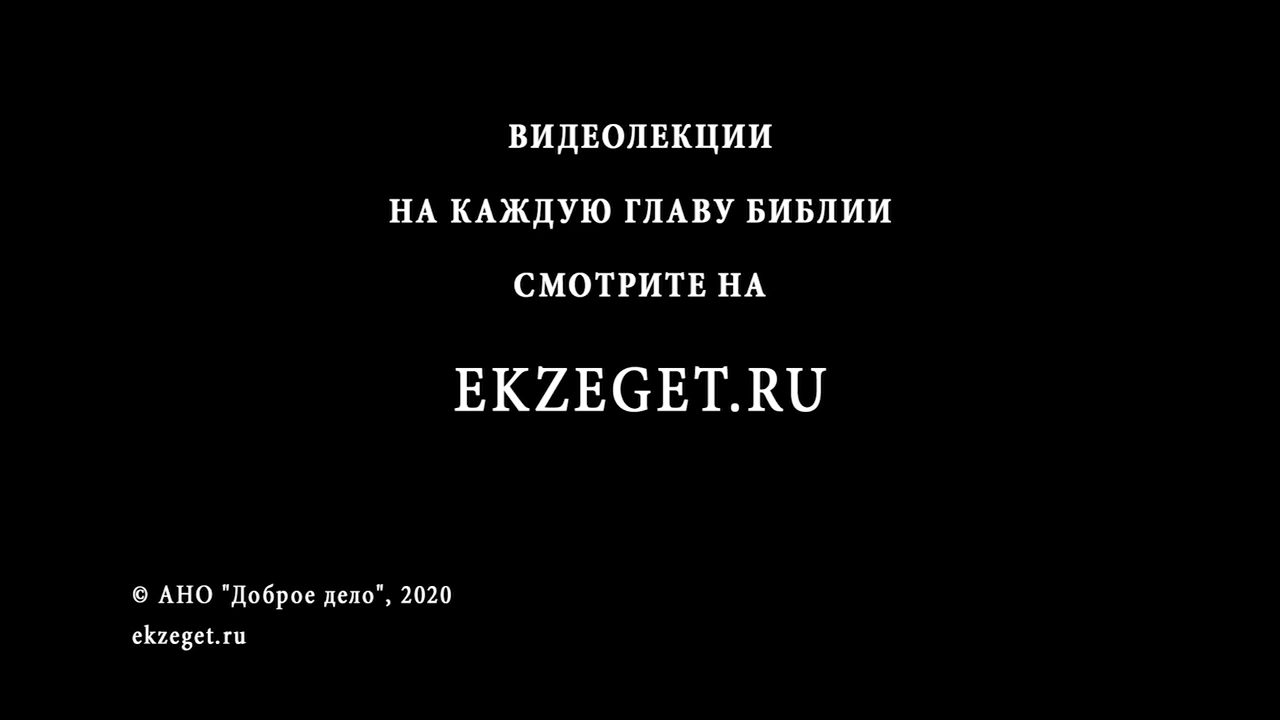 ВИДЕОЛЕКЦИИ
НА КАЖДУЮ ГЛАВУ БИБЛИИ
СМОТРИТЕ НА
EKZEGET.RU
© АНО "Доброе дело", 2020
ekzeget.ru